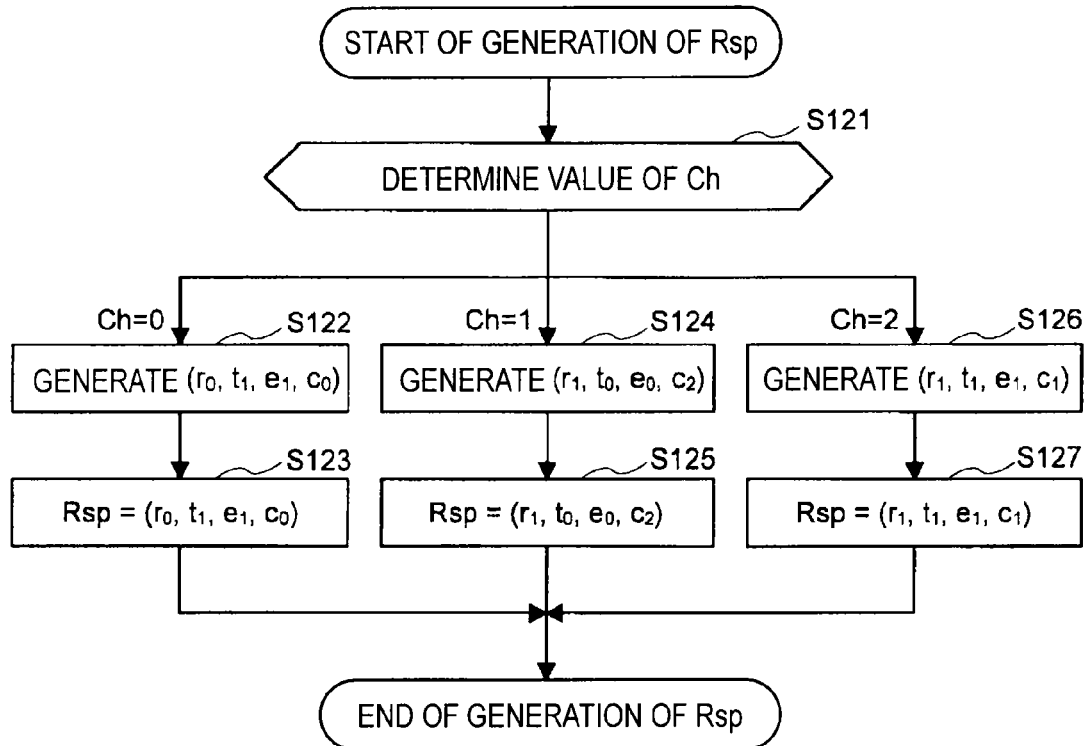 START OF GENERATION OF Rsp
S121
DETERMINE VALUE OF Ch
Ch=0
S122
Ch=1
S124
Ch=2
S126
GENERATE (r₀, t₁, e₁, c₀)
GENERATE (r₁, t₀, e₀, c₂)
GENERATE (r₁, t₁, e₁, c₁)
S123
S125
S127
Rsp = (r₀, t₁, e₁, c₀)
Rsp = (r₁, t₀, e₀, c₂)
Rsp = (r₁, t₁, e₁, c₁)
END OF GENERATION OF Rsp